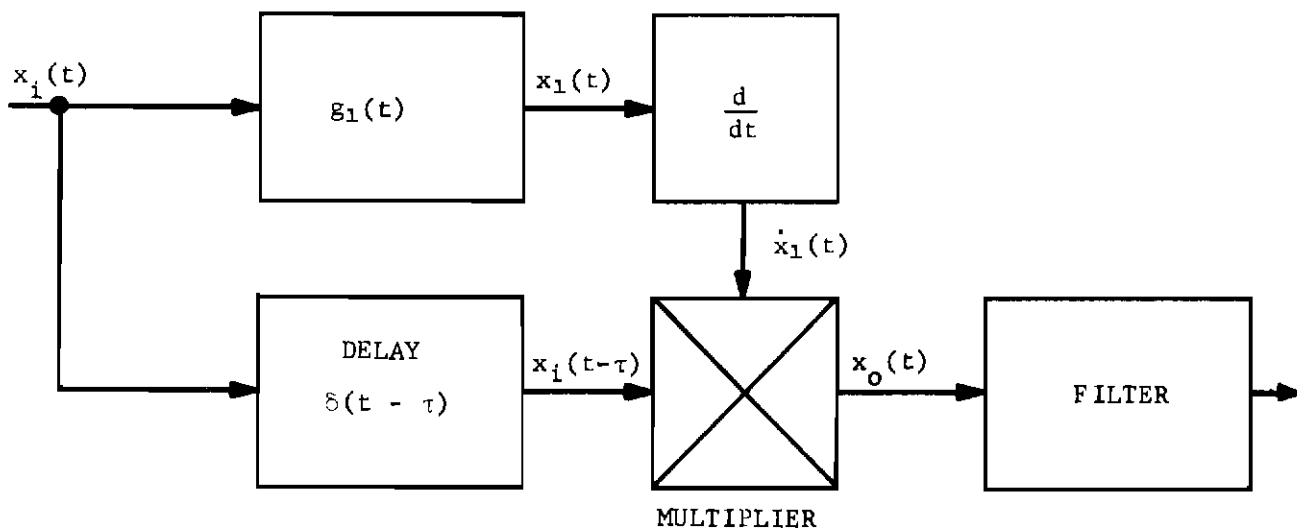 x_i(t)
g_1(t)
x_1(t)
d
dt
ẋ_1(t)
DELAY
δ(t - τ)
x_i(t-τ)
x_o(t)
FILTER
MULTIPLIER